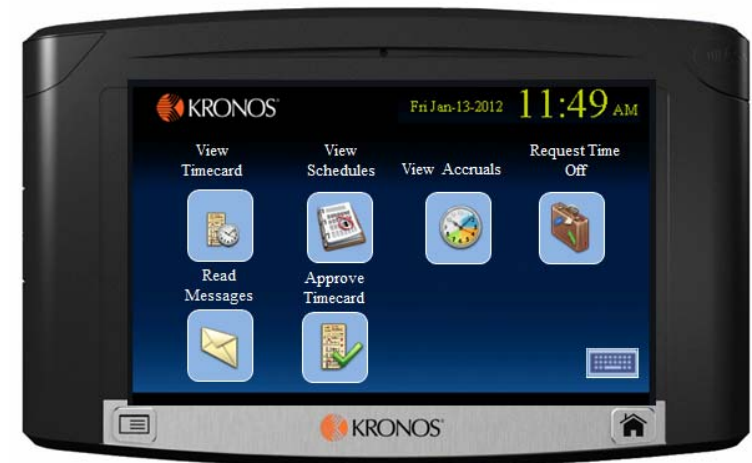 KRONOS
Fri Jan-13-2012 11:49 AM
View
Timecard
View
Schedules
View Accruals
Request Time
Off
Read
Messages
Approve
Timecard
KRONOS